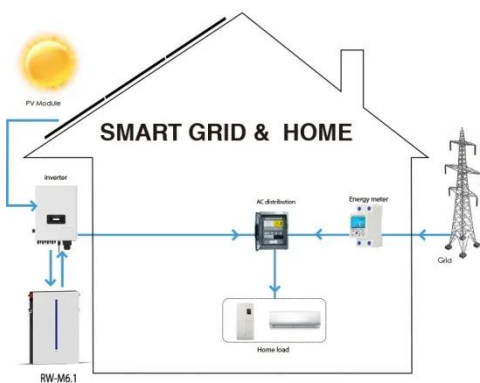 PV Module
SMART GRID & HOME
inverter
AC distribution
Energy meter
Grid
Home load
RW-M6.1